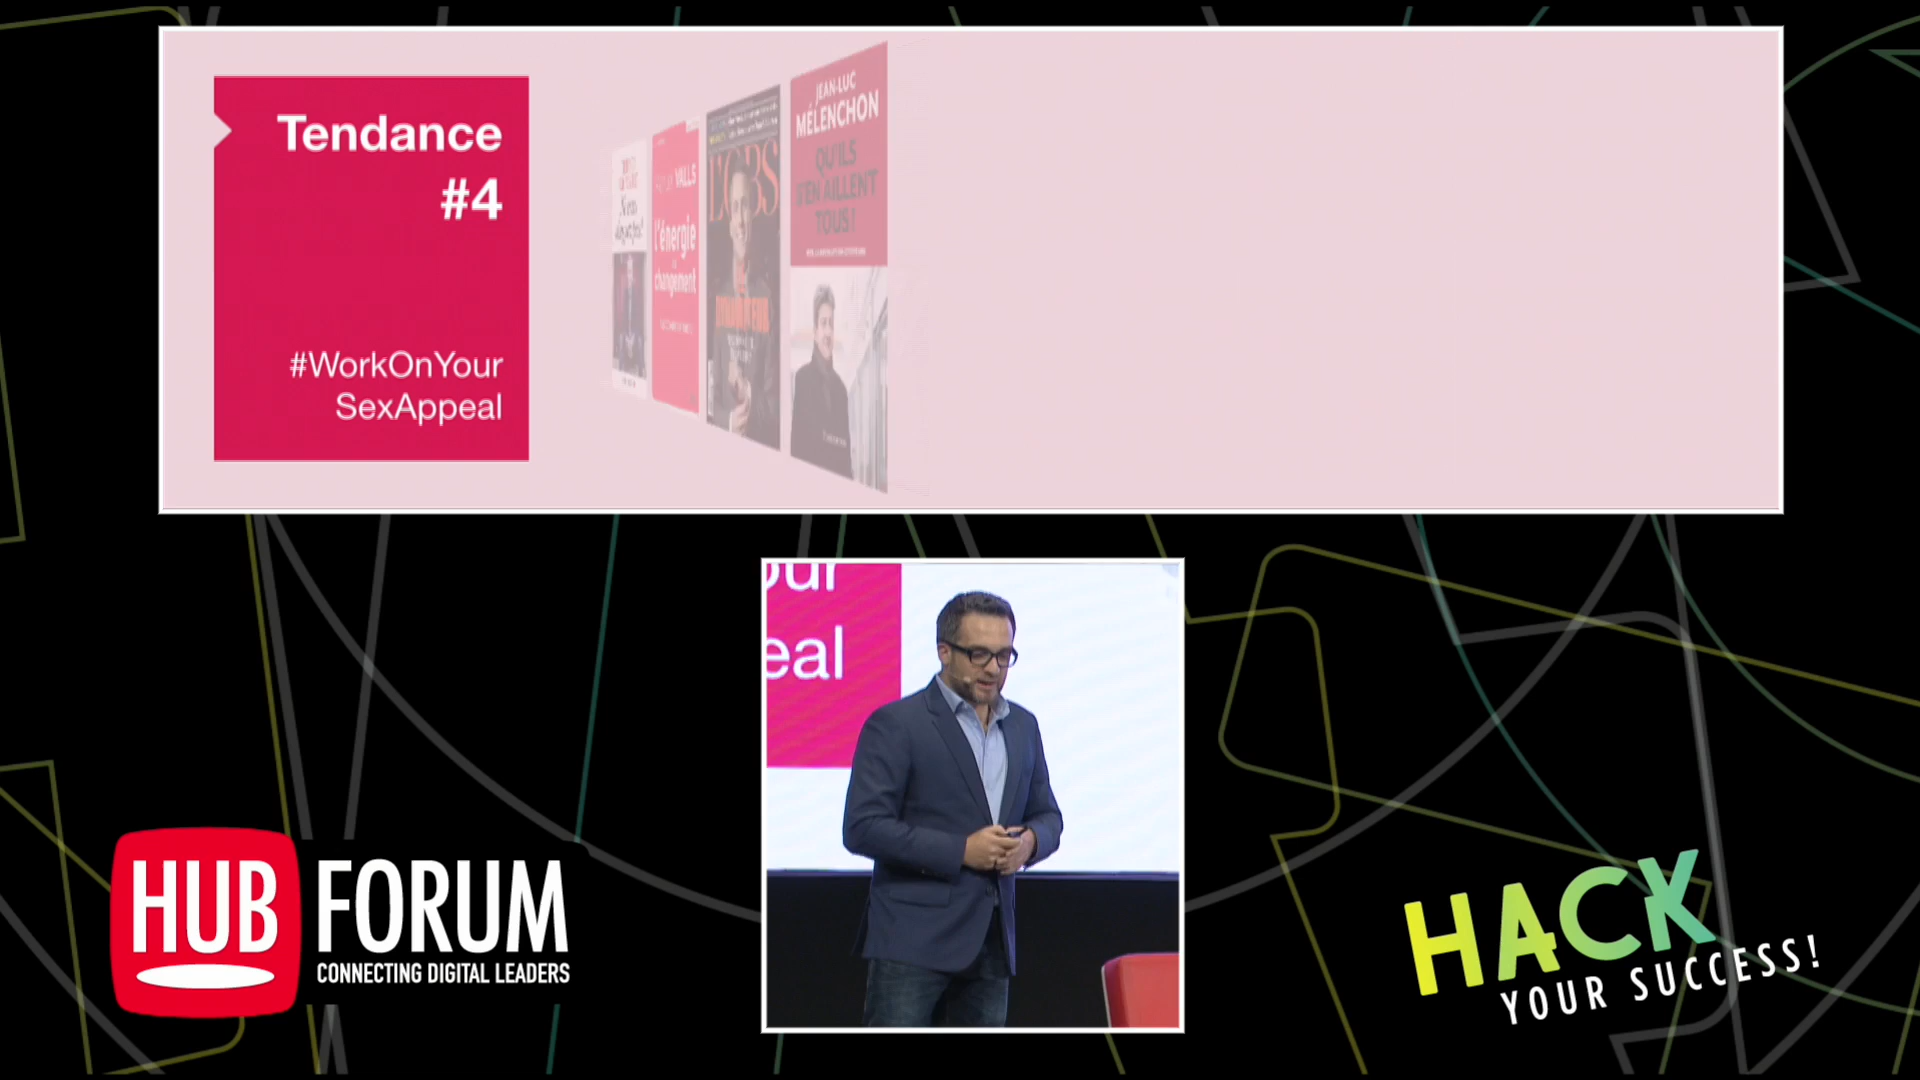 Tendance
#4
#WorkOnYour
SexAppeal
VALLS
l'énergie
changement
L'OBS
JEAN-LUC
MÉLENCHON
QU'ILS
S'EN AILLENT
TOUS!
our
eal
HUB FORUM
CONNECTING DIGITAL LEADERS
HACK
YOUR SUCCESS!